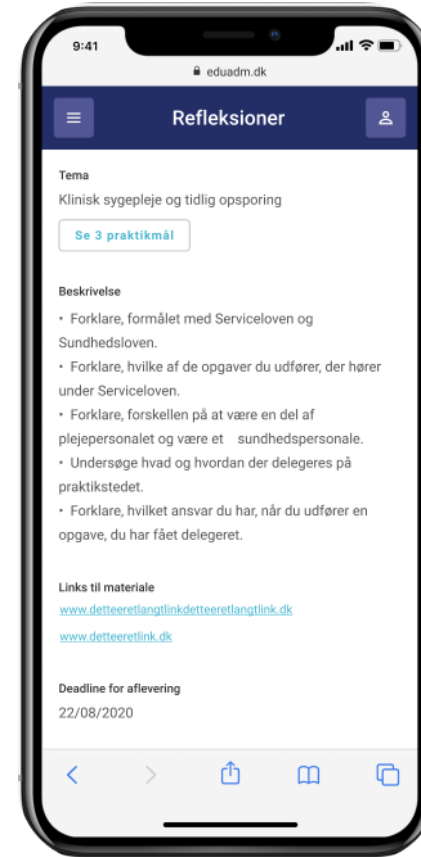 9:41
eduadm.dk
Refleksioner
Tema
Klinisk sygepleje og tidlig opsporing
Se 3 praktikmål
Beskrivelse
• Forklare, formålet med Serviceloven og
Sundhedsloven.
• Forklare, hvilke af de opgaver du udfører, der hører
under Serviceloven.
• Forklare, forskellen på at være en del af
plejepersonalet og være et sundhedspersonale.
• Undersøge hvad og hvordan der delegeres på
praktikstedet.
• Forklare, hvilket ansvar du har, når du udfører en
opgave, du har fået delegeret.
Links til materiale
www.detteeretlangtlinkdetteeretlangtlink.dk
www.detteeretlink.dk
Deadline for aflevering
22/08/2020